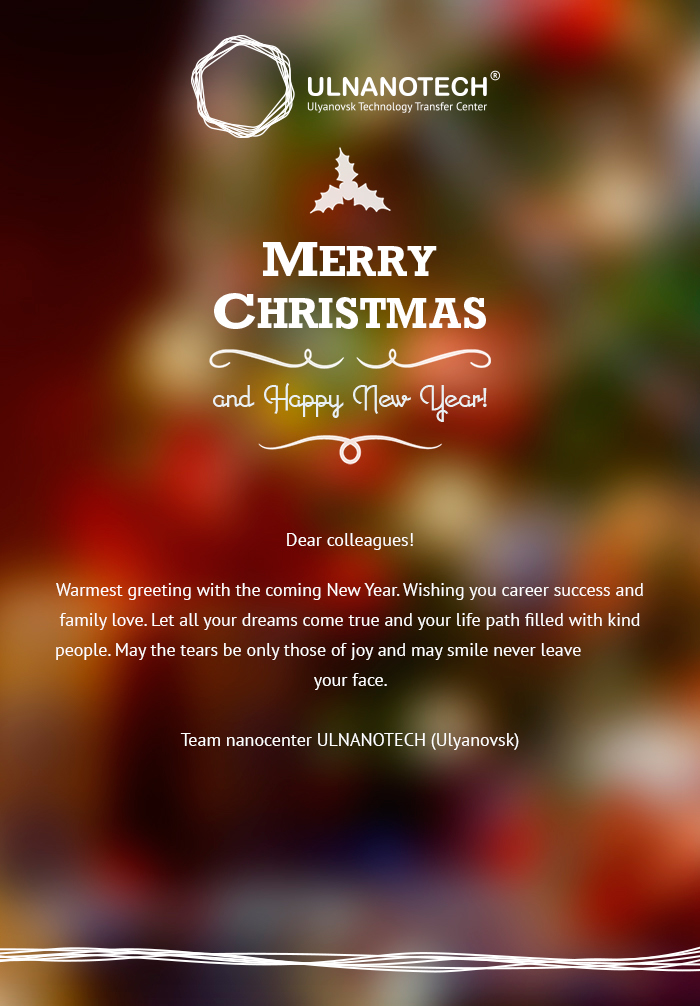 ULNANOTECH®
Ulyanovsk Technology Transfer Center
MERRY
CHRISTMAS
and Happy New Year!
Dear colleagues!
Warmest greeting with the coming New Year. Wishing you career success and
family love. Let all your dreams come true and your life path filled with kind
people. May the tears be only those of joy and may smile never leave
your face.
Team nanocenter ULNANOTECH (Ulyanovsk)